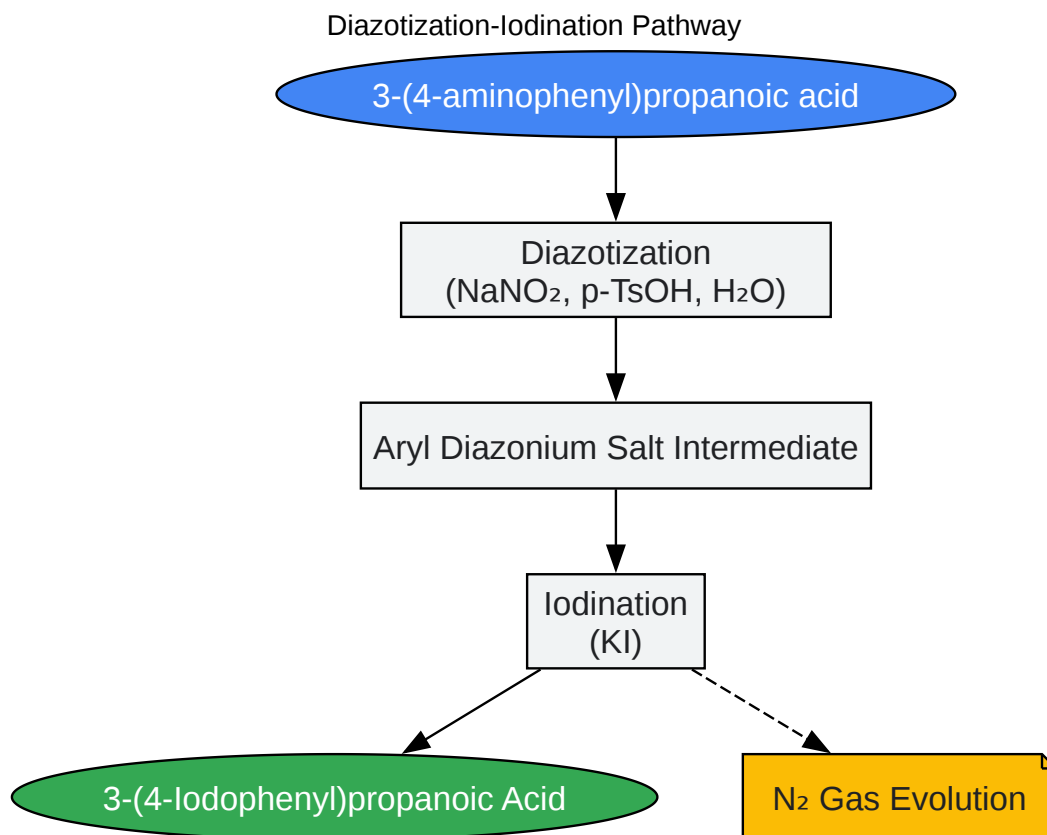 Diazotization-Iodination Pathway
3-(4-aminophenyl)propanoic acid
Diazotization
(NaNO₂, p-TsOH, H₂O)
Aryl Diazonium Salt Intermediate
Iodination
(KI)
3-(4-Iodophenyl)propanoic Acid
N₂ Gas Evolution